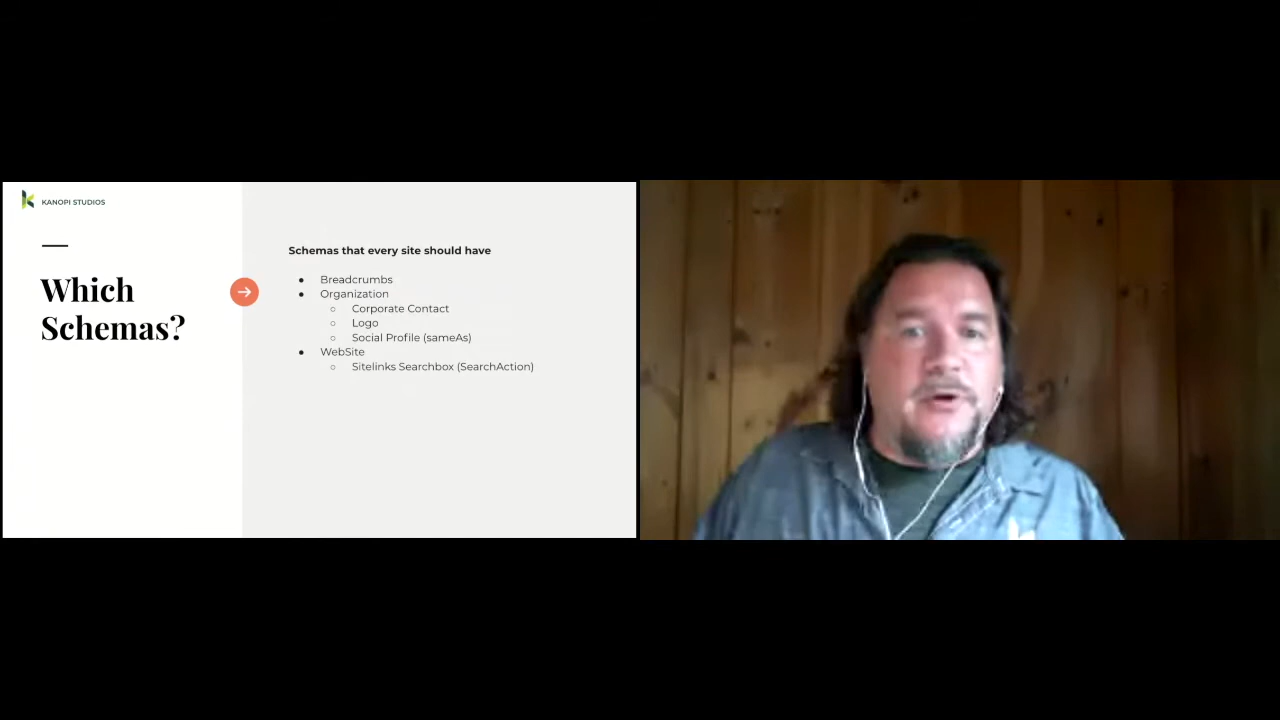 KANOPI STUDIOS
Which
Schemas?
Schemas that every site should have
● Breadcrumbs
● Organization
○ Corporate Contact
○ Logo
○ Social Profile (sameAs)
● WebSite
○ Sitelinks Searchbox (SearchAction)